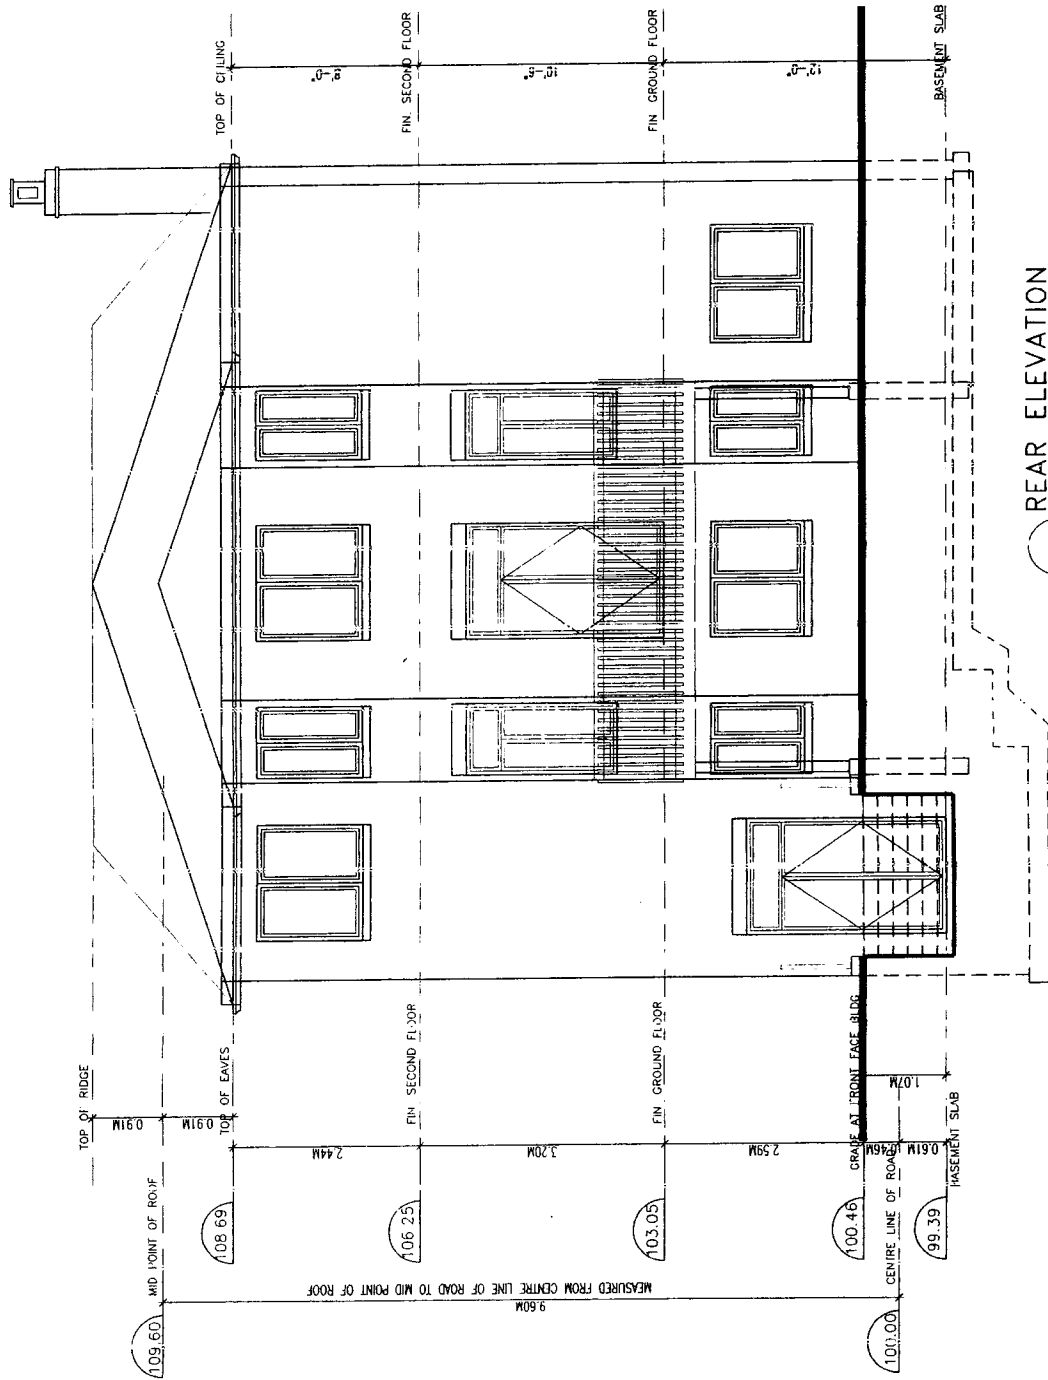 TOP OF RIDGE
0.91M
0.91M
MID POINT OF ROOF
109.60
TOP OF EAVES
TOP OF CEILING
108 69
2.44M
8'-0"
FIN SECOND FLOOR
FIN. SECOND FLOOR
106 25
3.20M
10'-6"
FIN GROUND FLOOR
FIN GROUND FLOOR
103.05
2.59M
12'-0"
GRADE AT FRONT FACE BLDG
100.46
0.46M
1.07M
CENTRE LINE OF ROAD
100.00
0.61M
BASEMENT SLAB
BASEMENT SLAB
99.39
9.60M
MEASURED FROM CENTRE LINE OF ROAD TO MID POINT OF ROOF
REAR ELEVATION